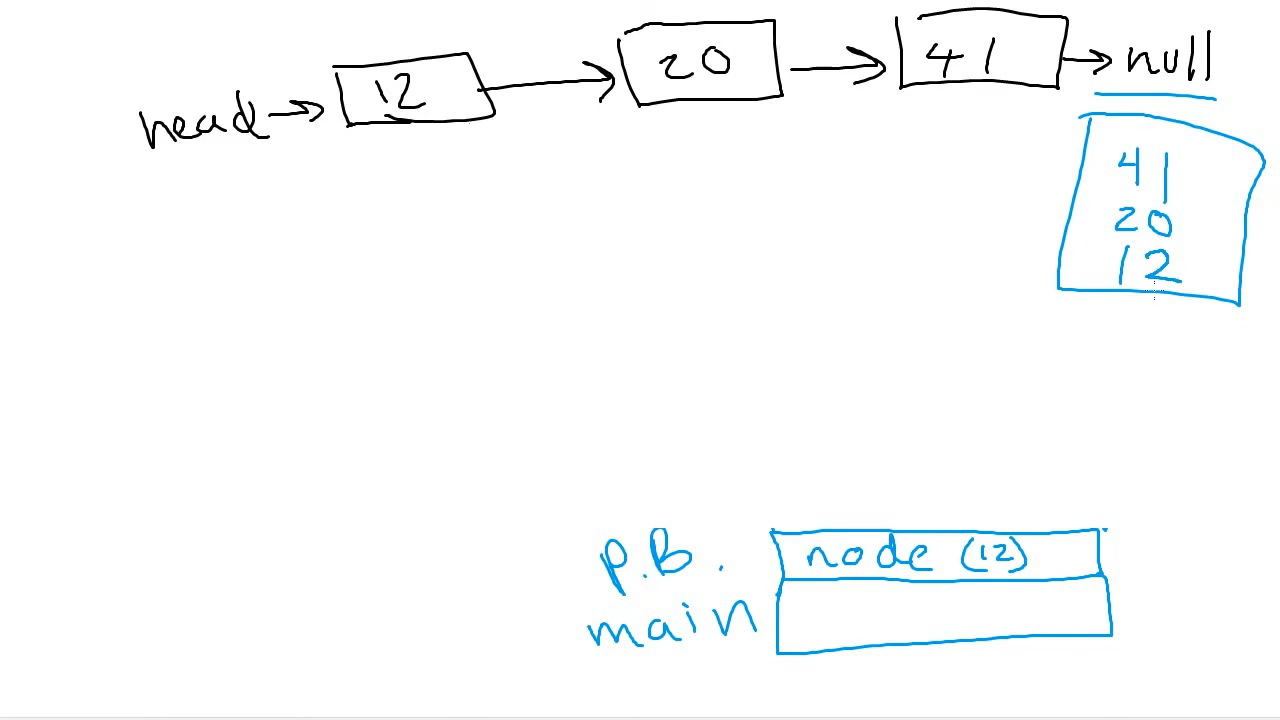 head → 12 → 20 → 41 → null
41
20
12
P.B. node (12)
main